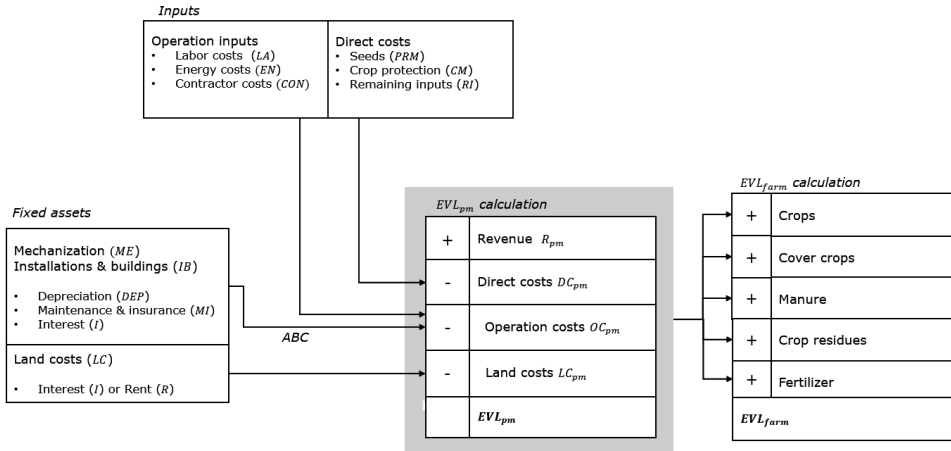 Inputs
Operation inputs
• Labor costs (LA)
• Energy costs (EN)
• Contractor costs (CON)
Direct costs
• Seeds (PRM)
• Crop protection (CM)
• Remaining inputs (RI)
Fixed assets
Mechanization (ME)
Installations & buildings (IB)
• Depreciation (DEP)
• Maintenance & insurance (MI)
• Interest (I)
Land costs (LC)
• Interest (I) or Rent (R)
ABC
EVL_pm calculation
+ Revenue R_pm
- Direct costs DC_pm
- Operation costs OC_pm
- Land costs LC_pm
EVL_pm
EVL_farm calculation
+ Crops
+ Cover crops
+ Manure
+ Crop residues
+ Fertilizer
EVL_farm